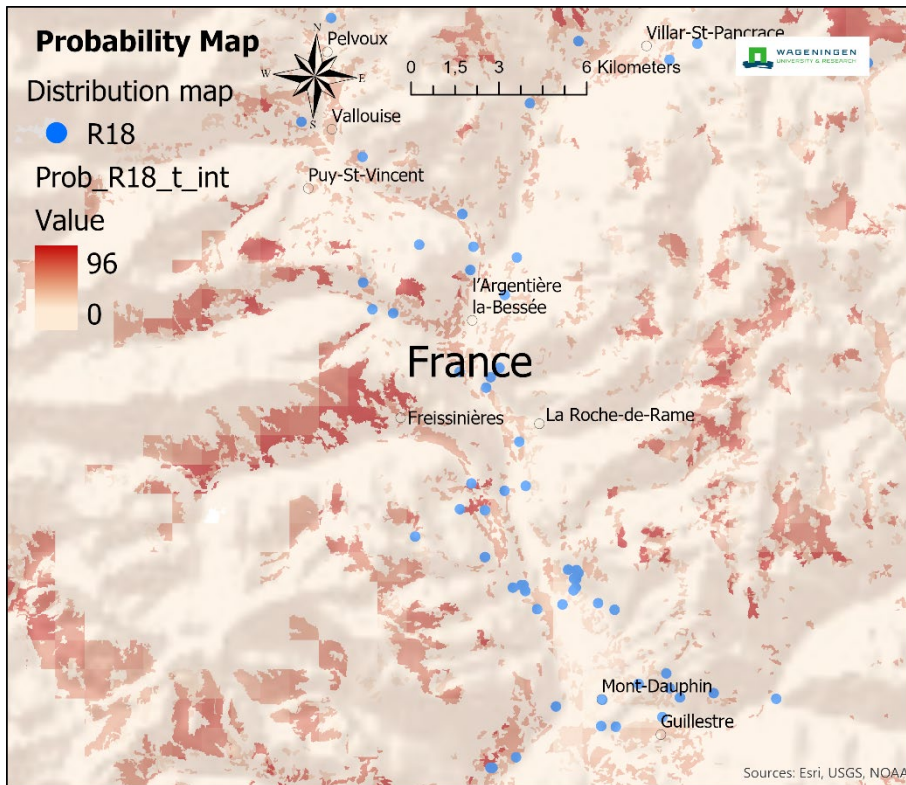 Probability Map
Distribution map
R18
Prob_R18_t_int
Value
96
0
N
W
E
S
0 1,5 3 6 Kilometers
WAGENINGEN
UNIVERSITY & RESEARCH
Pelvoux
Villar-St-Pancrace
Vallouise
Puy-St-Vincent
l'Argentière
la-Bessée
France
Freissinières
La Roche-de-Rame
Mont-Dauphin
Guillestre
Sources: Esri, USGS, NOAA